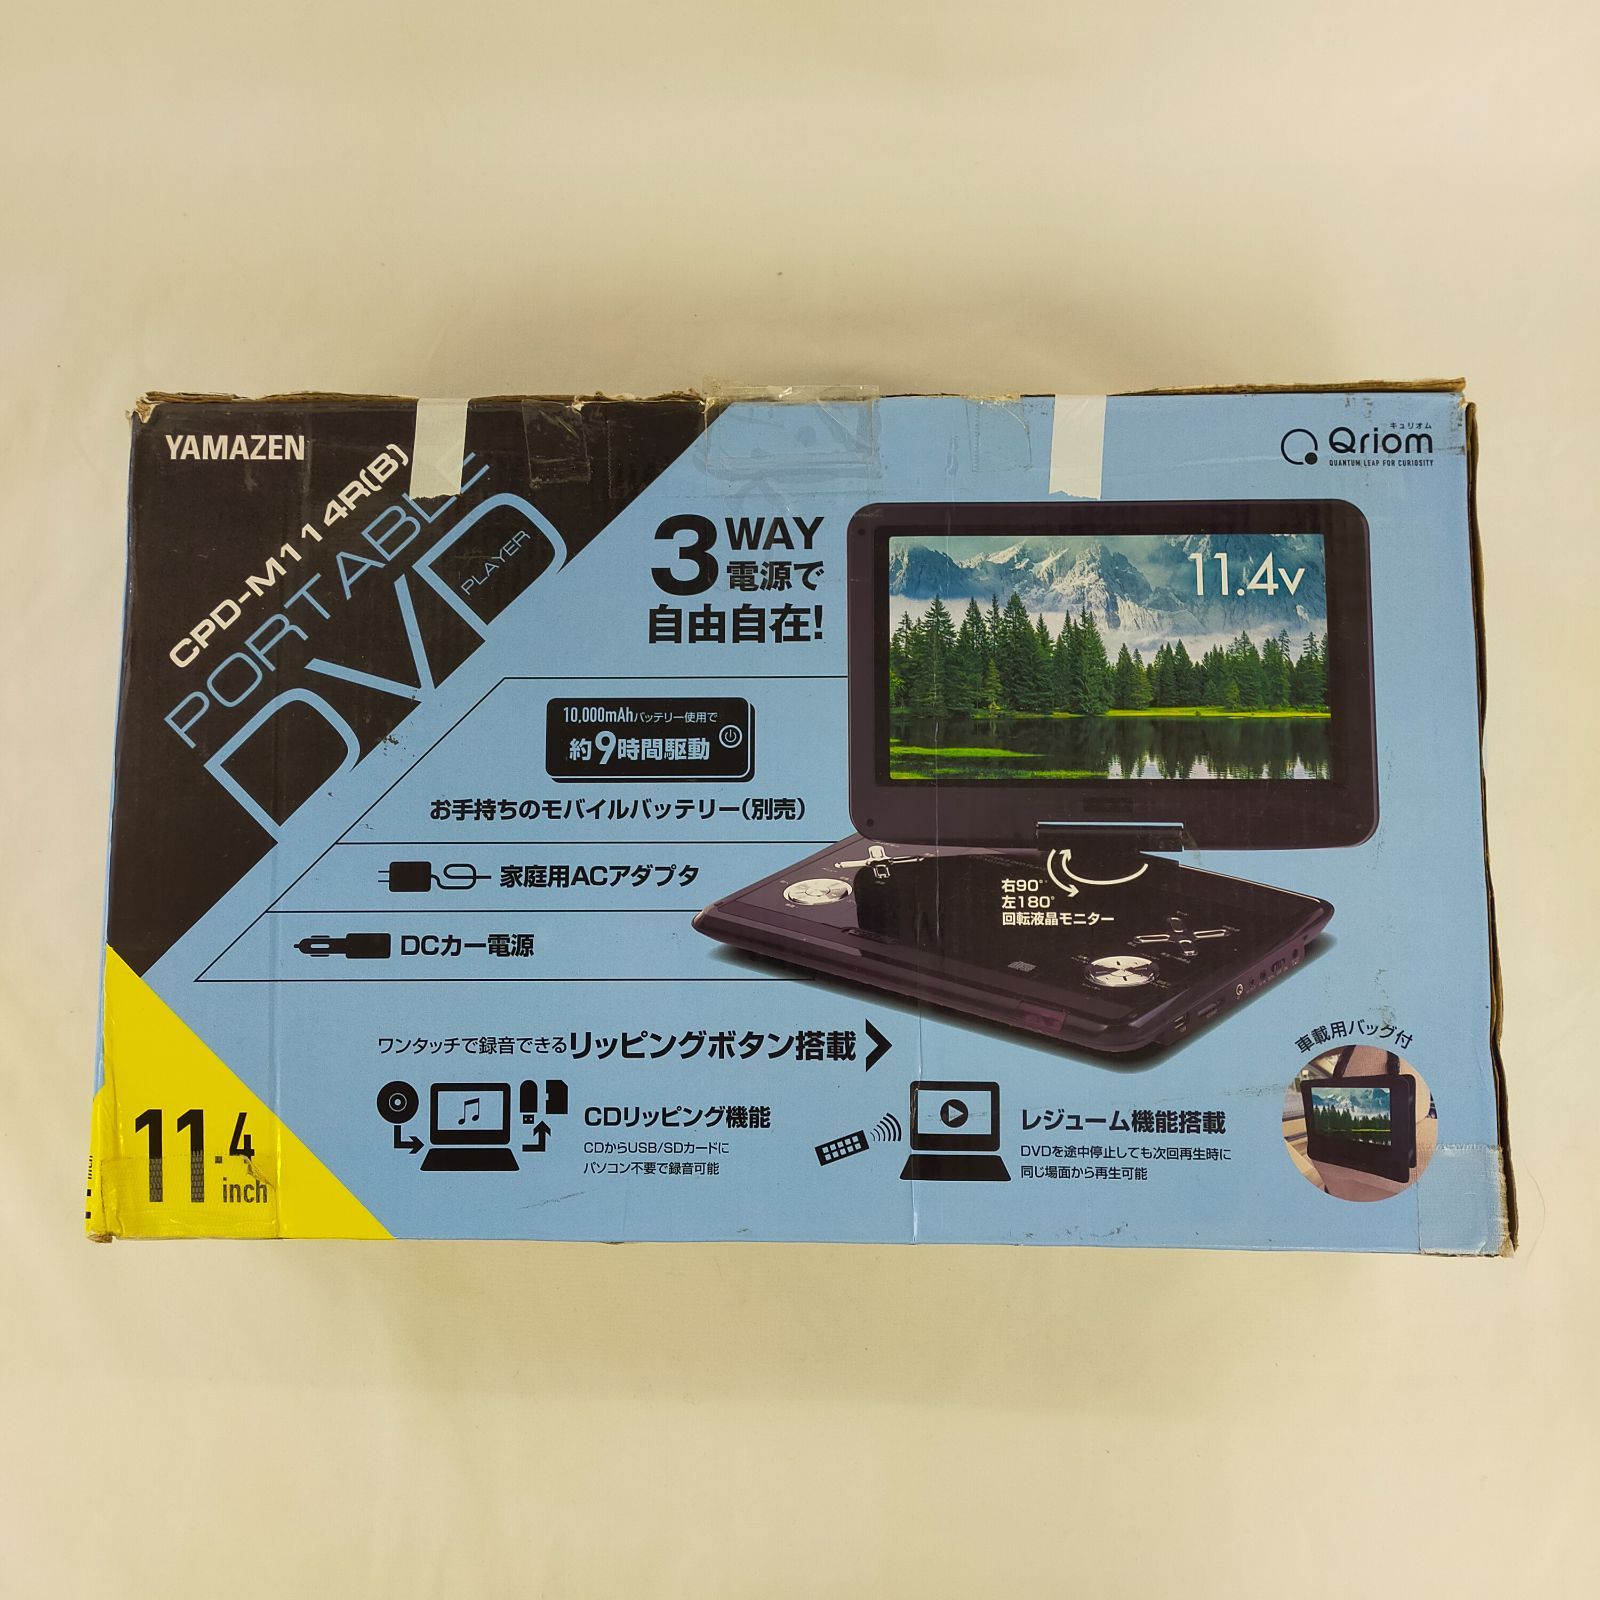 YAMAZEN
CPD-M114R(B)
PORTABLE
DVD
PLAYER
キュリオム
Qriom
QUANTUM LEAP FOR CURIOSITY
3WAY
電源で
自由自在!
11.4v
10,000mAhバッテリー使用で
約9時間駆動
お手持ちのモバイルバッテリー(別売)
家庭用ACアダプタ
DCカー電源
右90°
左180°
回転液晶モニター
ワンタッチで録音できるリッピングボタン搭載
車載用バッグ付
CDリッピング機能
CDからUSB/SDカードに
パソコン不要で録音可能
レジューム機能搭載
DVDを途中停止しても次回再生時に
同じ場面から再生可能
11.4
inch